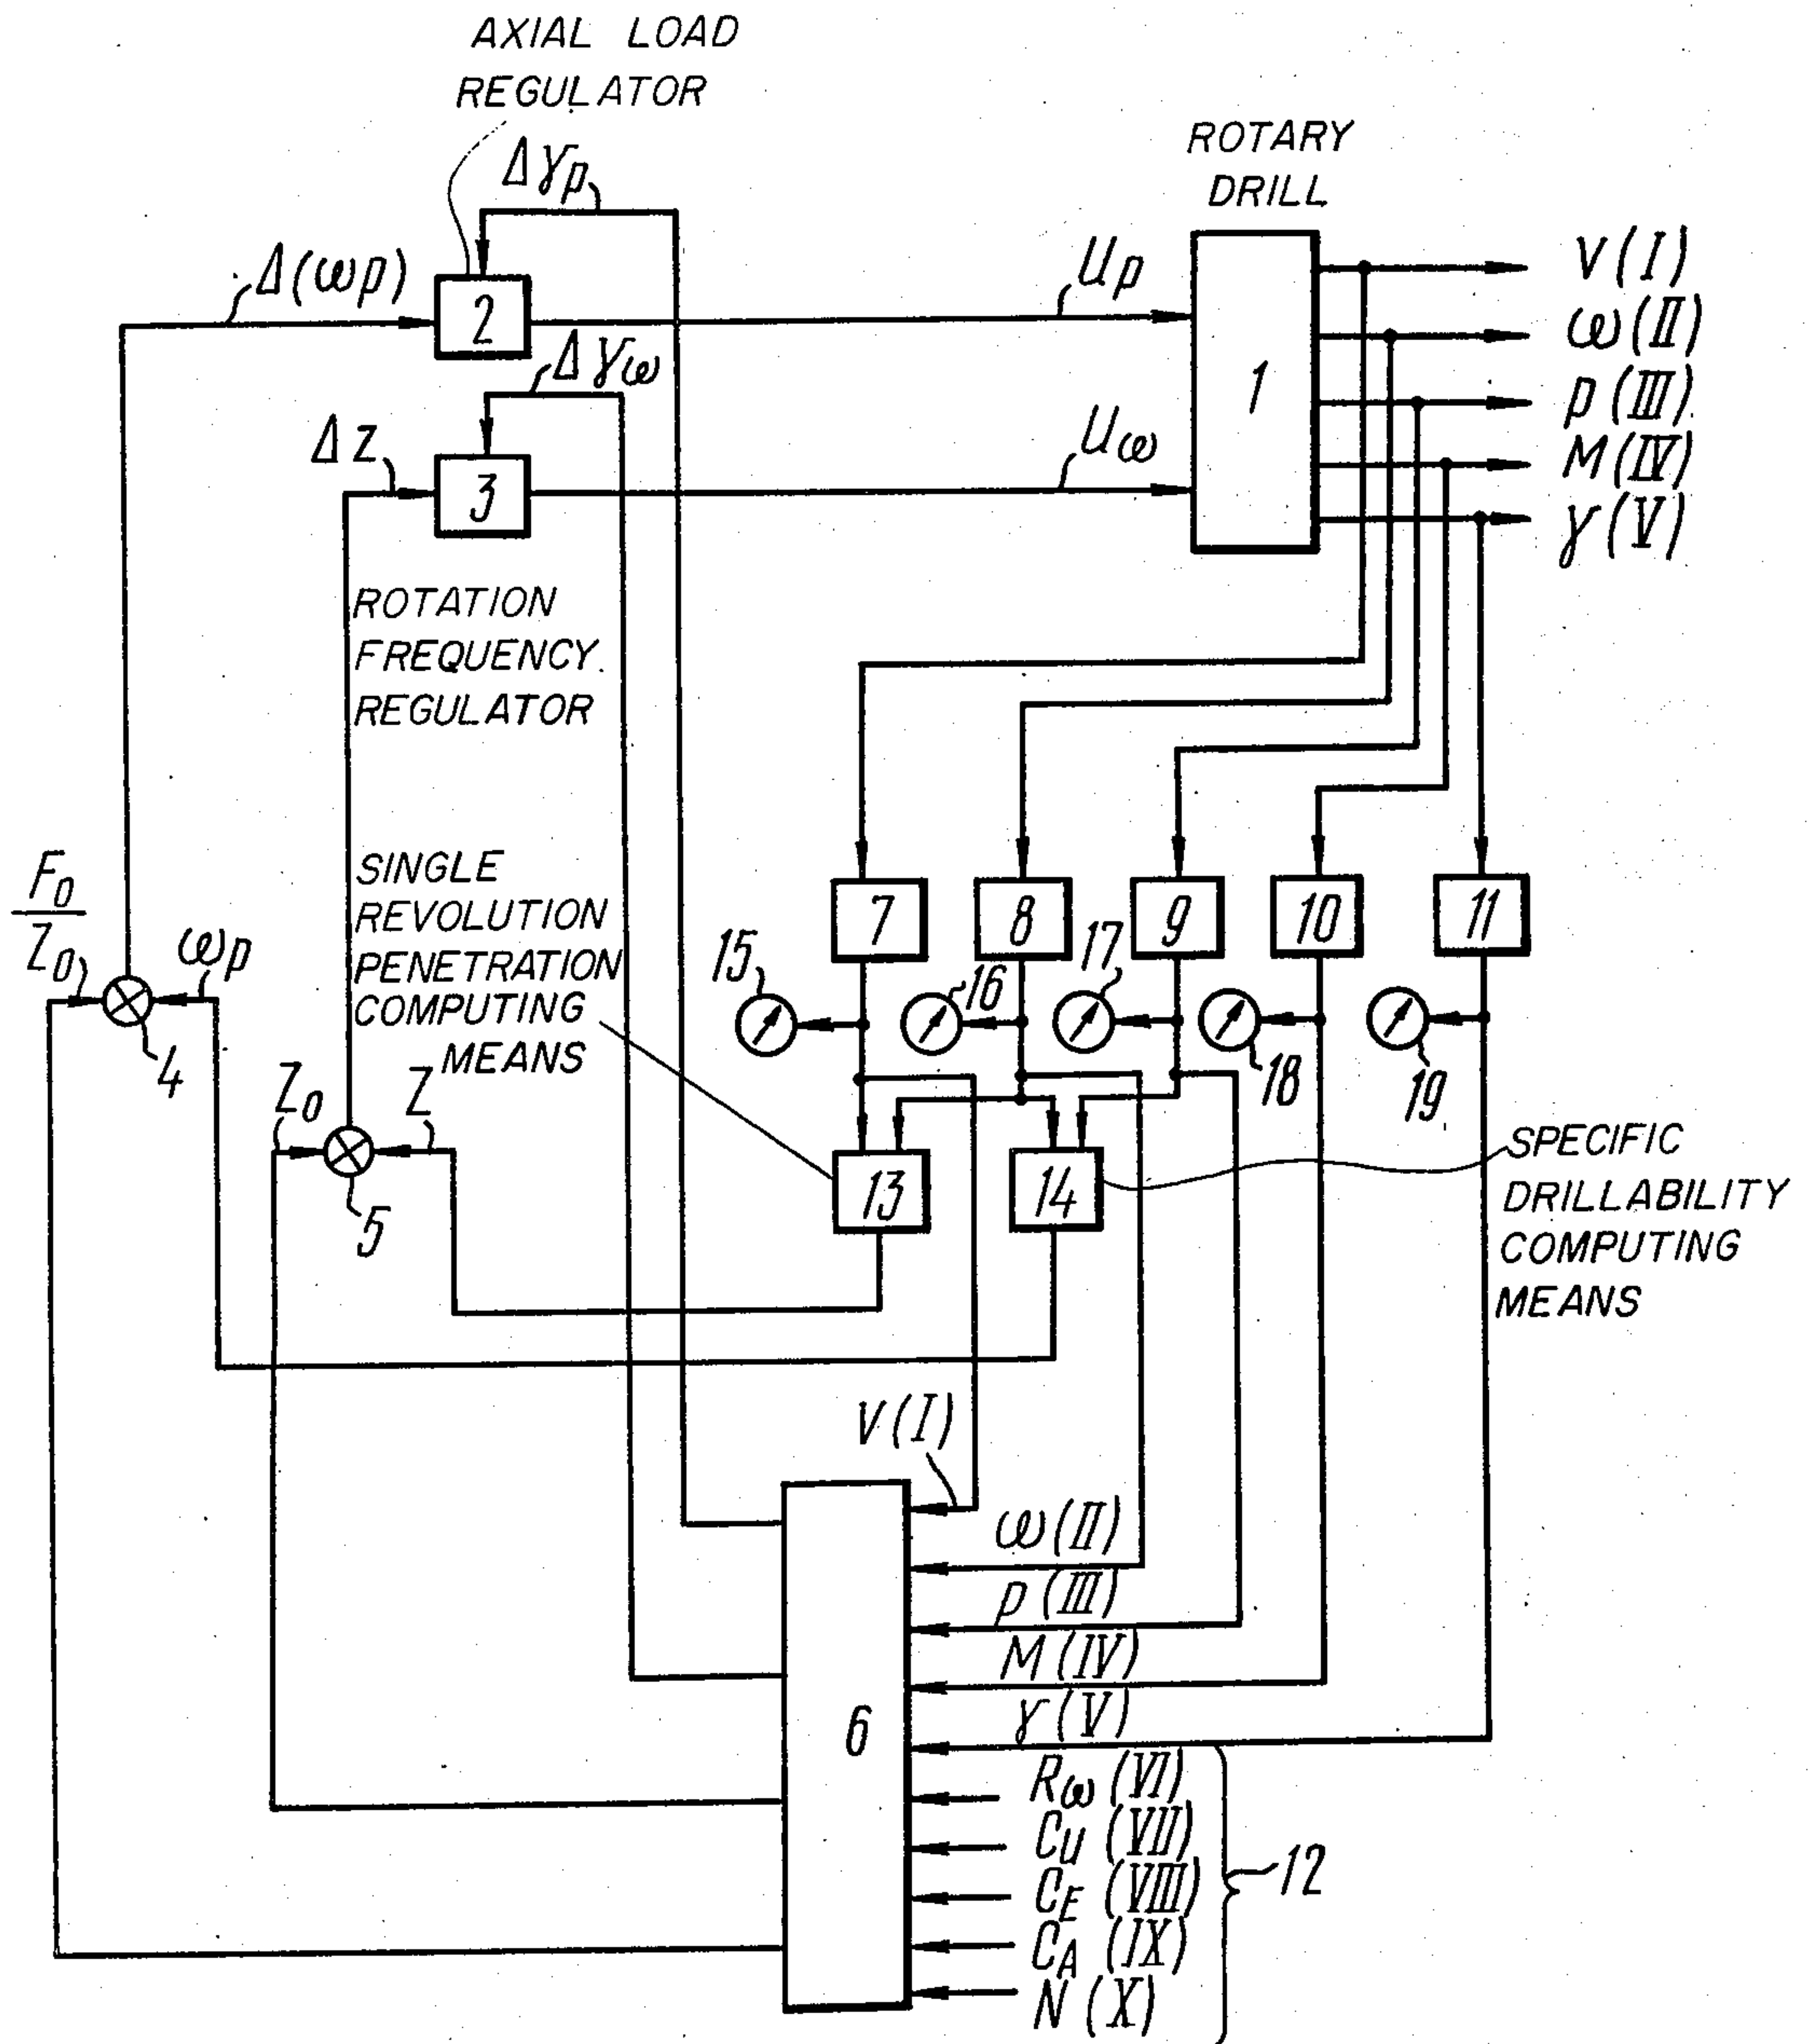 AXIAL LOAD
REGULATOR
ROTARY
DRILL
Δγp
Δ(ωp)
2
Up
1
V(I)
ω(II)
p(III)
M(IV)
γ(V)
Δγω
ΔZ
3
Uω
ROTATION
FREQUENCY
REGULATOR
SINGLE
REVOLUTION
PENETRATION
COMPUTING
MEANS
F0
Z0
ωp
4
Z0
Z
5
7
8
9
10
11
15
16
17
18
19
13
14
SPECIFIC
DRILLABILITY
COMPUTING
MEANS
V(I)
ω(II)
p(III)
M(IV)
γ(V)
6
Rω(VI)
CU(VII)
CE(VIII)
CA(IX)
N(X)
12